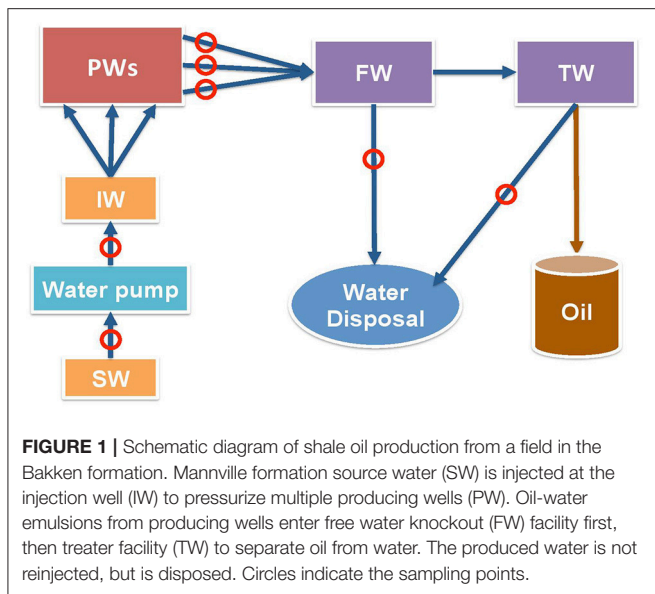 PWs
FW
TW
IW
Water pump
Water
Disposal
Oil
SW
FIGURE 1 | Schematic diagram of shale oil production from a field in the
Bakken formation. Mannville formation source water (SW) is injected at the
injection well (IW) to pressurize multiple producing wells (PW). Oil-water
emulsions from producing wells enter free water knockout (FW) facility first,
then treater facility (TW) to separate oil from water. The produced water is not
reinjected, but is disposed. Circles indicate the sampling points.